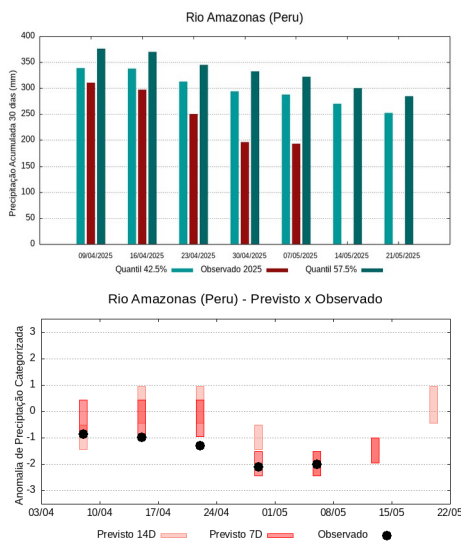 Rio Amazonas (Peru)
Precipitação Acumulada 30 dias (mm)
400
350
300
250
200
150
100
50
0
09/04/2025 16/04/2025 23/04/2025 30/04/2025 07/05/2025 14/05/2025 21/05/2025
Quantil 42.5% Observado 2025 Quantil 57.5%
Rio Amazonas (Peru) - Previsto x Observado
Anomalia de Precipitação Categorizada
3
2
1
0
-1
-2
-3
03/04 10/04 17/04 24/04 01/05 08/05 15/05 22/05
Previsto 14D Previsto 7D Observado